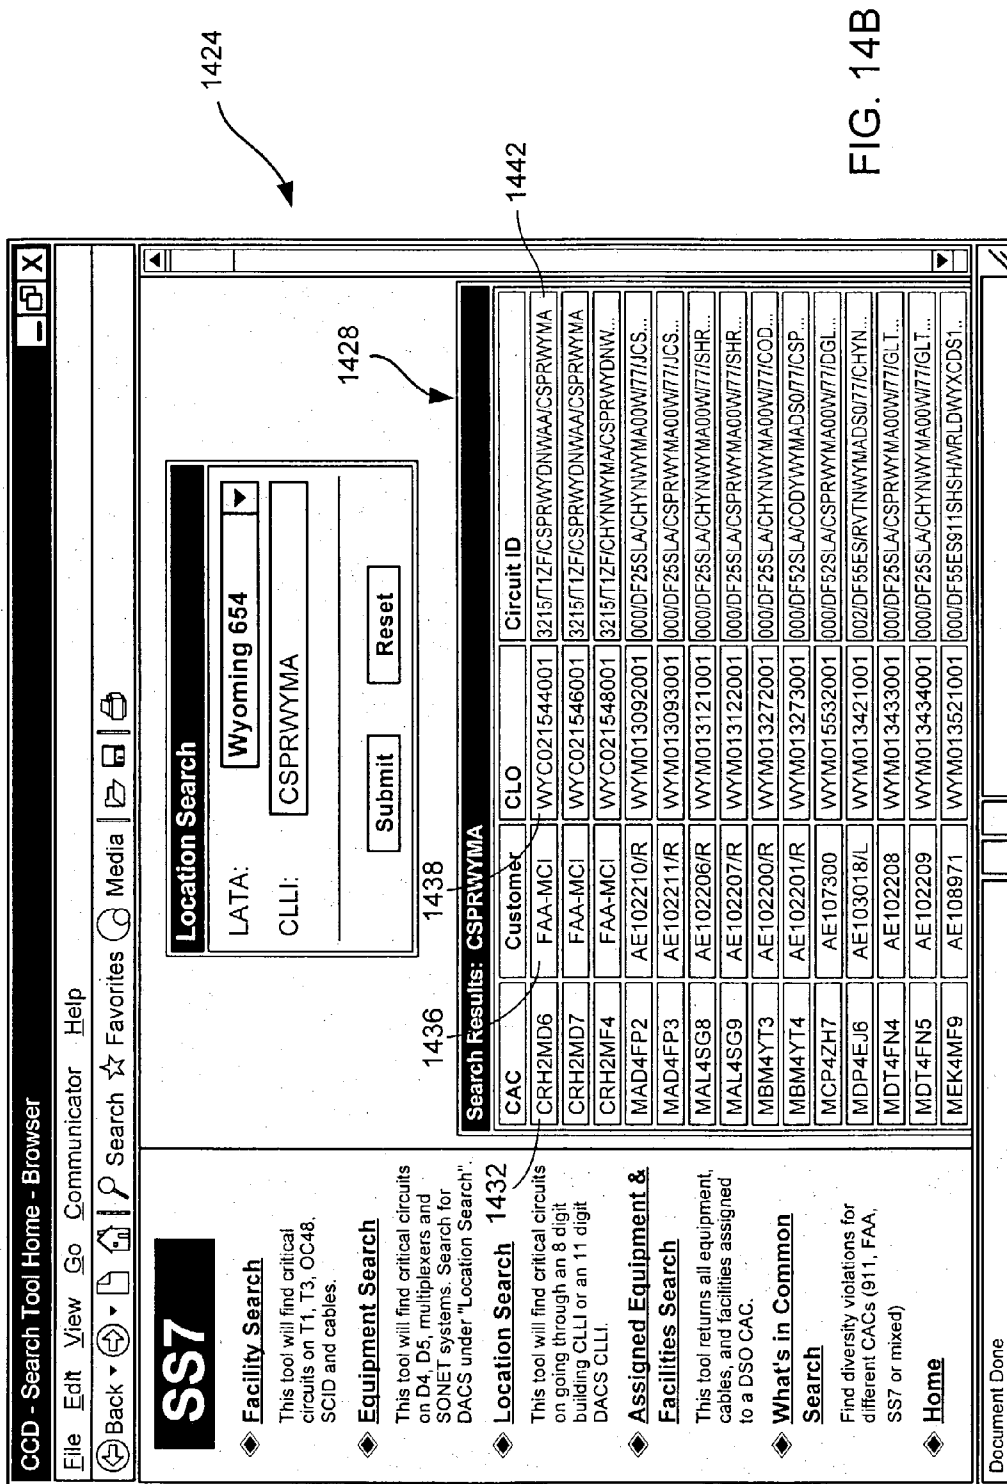 CCD - Search Tool Home - Browser
File Edit View Go Communicator Help
Back Search Favorites Media
SS7
Facility Search
This tool will find critical
circuits on T1, T3, OC48.
SCID and cables.
Equipment Search
This tool will find critical circuits
on D4, D5, multiplexers and
SONET systems. Search for
DACS under "Location Search".
Location Search
This tool will find critical circuits
on going through an 8 digit
building CLLI or an 11 digit
DACS CLLI.
Assigned Equipment &
Facilities Search
This tool returns all equipment,
cables, and facilities assigned
to a DSO CAC.
What's in Common
Search
Find diversity violations for
different CACs (911, FAA,
SS7 or mixed)
Home
Location Search
LATA: Wyoming 654
CLLI: CSPRWYMA
Submit Reset
1424
1428
1432
1436
1438
1442
Search Results: CSPRWYMA
CAC Customer CLO Circuit ID
CRH2MD6 FAA-MCI WYC021544001 3215/T1ZF/CSPRWYDNWAA/CSPRWYMA
CRH2MD7 FAA-MCI WYC021546001 3215/T1ZF/CSPRWYDNWAA/CSPRWYMA
CRH2MF4 FAA-MCI WYC021548001 3215/T1ZF/CHYNWYMA/CSPRWYDNW...
MAD4FP2 AE102210/R WYM013092001 000/DF25SLA/CHYNWYMA00W/77/JCS...
MAD4FP3 AE102211/R WYM013093001 000/DF25SLA/CSPRWYMA00W/77/JCS...
MAL4SG8 AE102206/R WYM013121001 000/DF25SLA/CHYNWYMA00W/77/SHR...
MAL4SG9 AE102207/R WYM013122001 000/DF25SLA/CSPRWYMA00W/77/SHR...
MBM4YT3 AE102200/R WYM013272001 000/DF25SLA/CHYNWYMA00W/77/COD...
MBM4YT4 AE102201/R WYM013273001 000/DF52SLA/CODYWYMADS0/77/CSP...
MCP4ZH7 AE107300 WYM015532001 000/DF52SLA/CSPRWYMA00W/77/DGL...
MDP4EJ6 AE103018/L WYM013421001 002/DF55ES/RVTNWYMADS0/77/CHYN...
MDT4FN4 AE102208 WYM013433001 000/DF25SLA/CSPRWYMA00W/77/GLT...
MDT4FN5 AE102209 WYM013434001 000/DF25SLA/CHYNWYMA00W/77/GLT...
MEK4MF9 AE108971 WYM013521001 000/DF55ES911SHSH/WRLDWYXCDS1...
Document Done
FIG. 14B